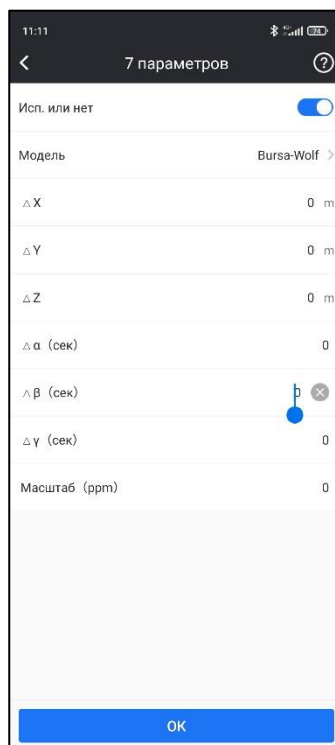 11:11 74
7 параметров
Исп. или нет
Модель Bursa-Wolf
△ X 0 m
△ Y 0 m
△ Z 0 m
△ α (сек) 0
△ β (сек) 0
△ γ (сек) 0
Масштаб (ppm) 0
ОК